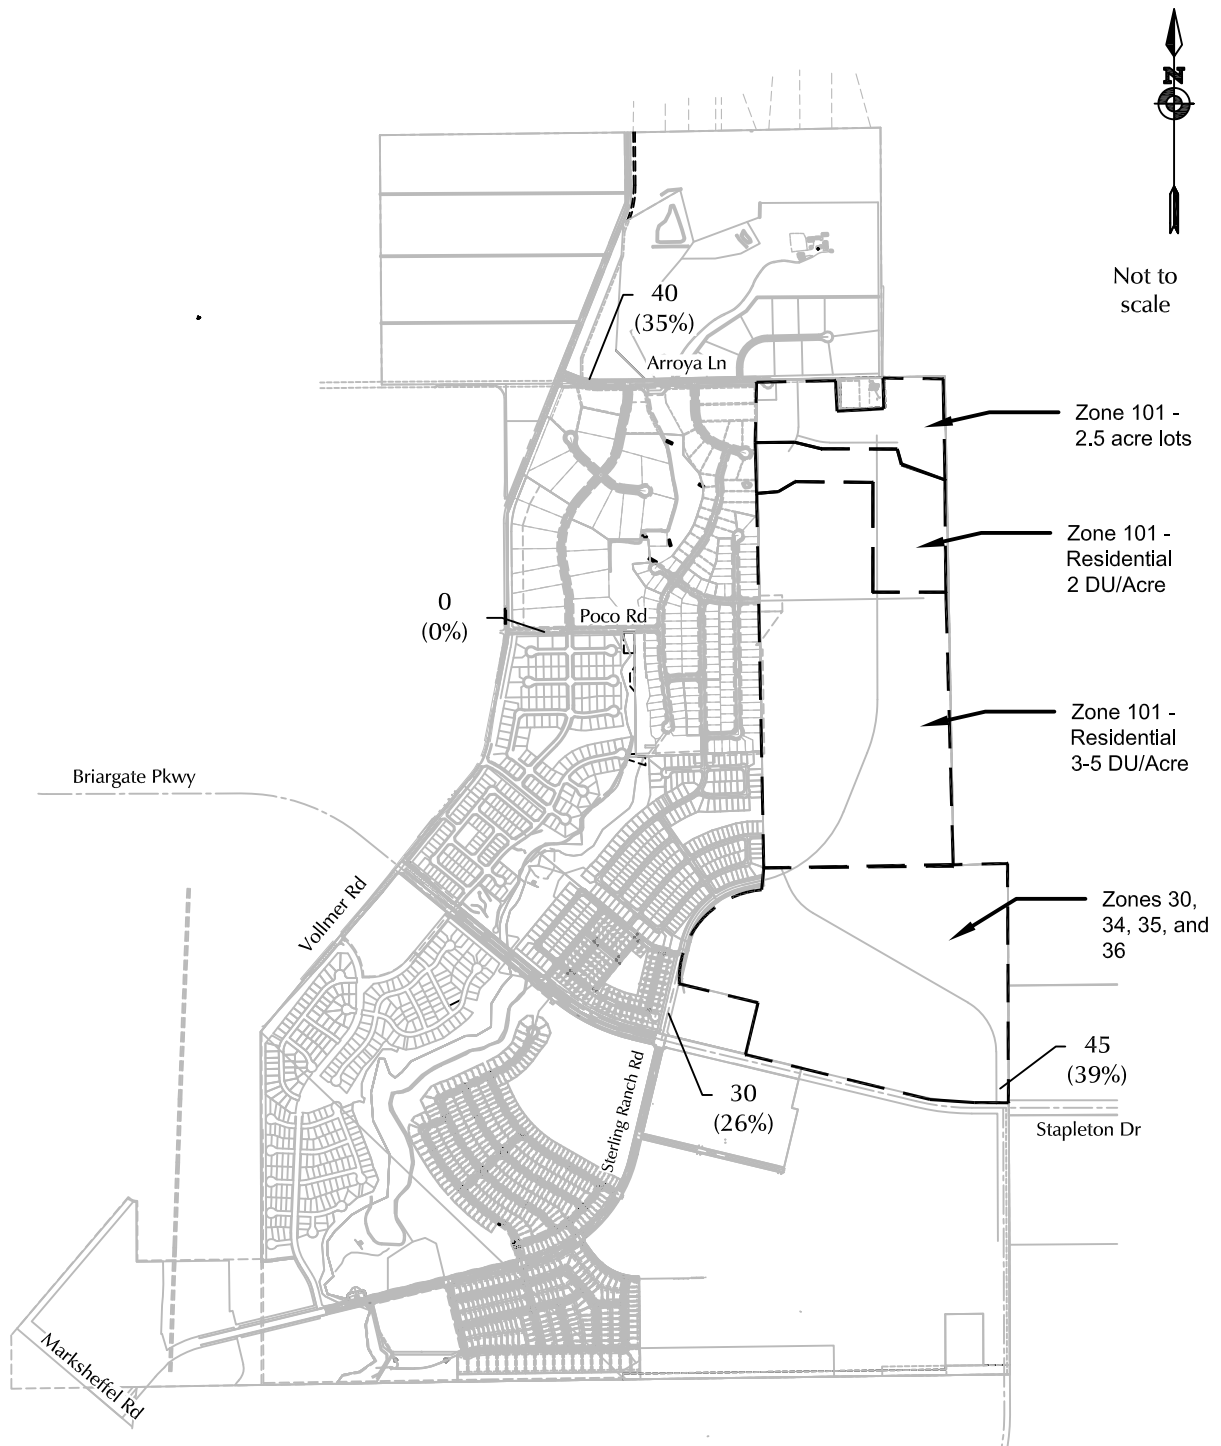 N
Not to
scale
40
(35%)
Arroya Ln
Zone 101 -
2.5 acre lots
Zone 101 -
Residential
2 DU/Acre
0
(0%)
Poco Rd
Zone 101 -
Residential
3-5 DU/Acre
Briargate Pkwy
Vollmer Rd
Zones 30,
34, 35, and
36
45
(39%)
30
(26%)
Sterling Ranch Rd
Stapleton Dr
Marksheffel Rd